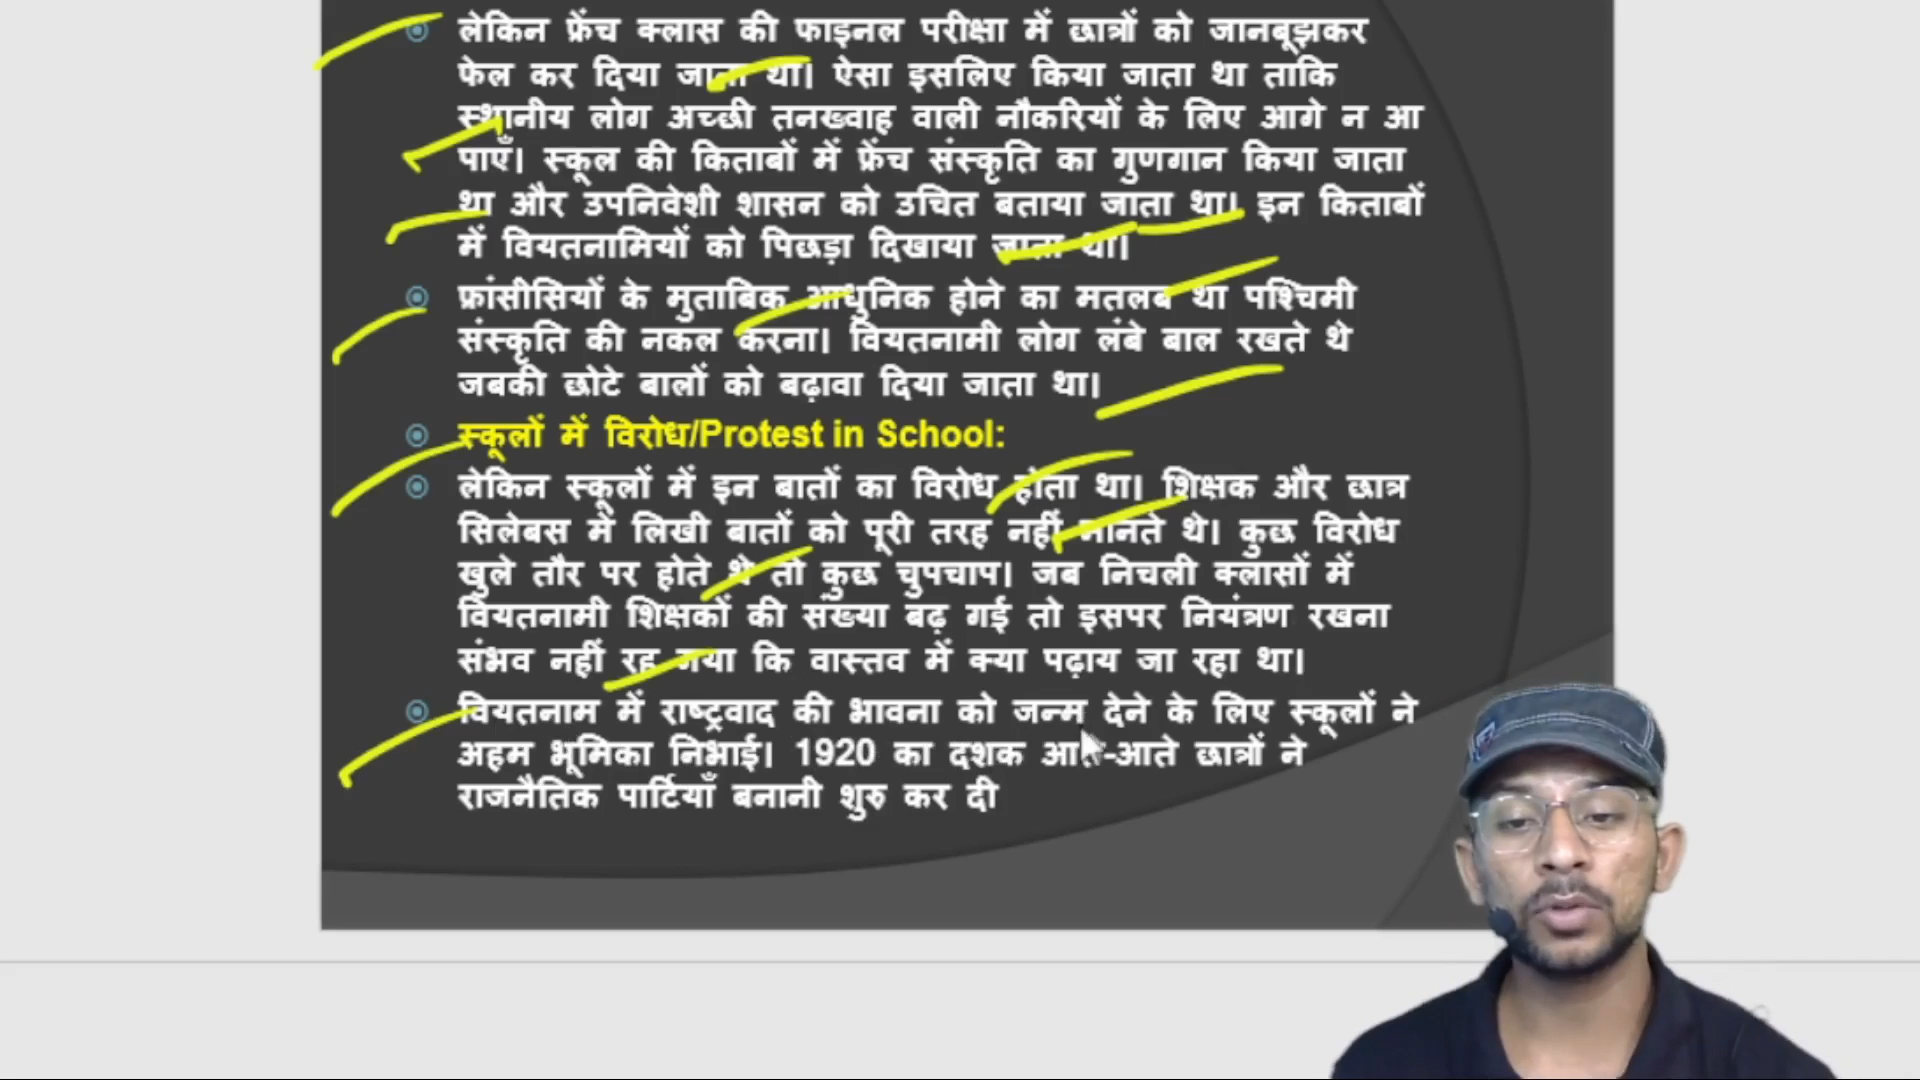 लेकिन फ्रेंच क्लास की फाइनल परीक्षा में छात्रों को जानबूझकर
फेल कर दिया जाता था। ऐसा इसलिए किया जाता था ताकि
स्थानीय लोग अच्छी तनख्वाह वाली नौकरियों के लिए आगे न आ
पाएँ। स्कूल की किताबों में फ्रेंच संस्कृति का गुणगान किया जाता
था और उपनिवेशी शासन को उचित बताया जाता था। इन किताबों
में वियतनामियों को पिछड़ा दिखाया जाता था।
फ्रांसीसियों के मुताबिक आधुनिक होने का मतलब था पश्चिमी
संस्कृति की नकल करना। वियतनामी लोग लंबे बाल रखते थे
जबकी छोटे बालों को बढ़ावा दिया जाता था।
स्कूलों में विरोध/Protest in School:
लेकिन स्कूलों में इन बातों का विरोध होता था। शिक्षक और छात्र
सिलेबस में लिखी बातों को पूरी तरह नहीं मानते थे। कुछ विरोध
खुले तौर पर होते थे तो कुछ चुपचाप। जब निचली क्लासों में
वियतनामी शिक्षकों की संख्या बढ़ गई तो इसपर नियंत्रण रखना
संभव नहीं रह गया कि वास्तव में क्या पढ़ाय जा रहा था।
वियतनाम में राष्ट्रवाद की भावना को जन्म देने के लिए स्कूलों ने
अहम भूमिका निभाई। 1920 का दशक आते-आते छात्रों ने
राजनैतिक पार्टियाँ बनानी शुरु कर दी